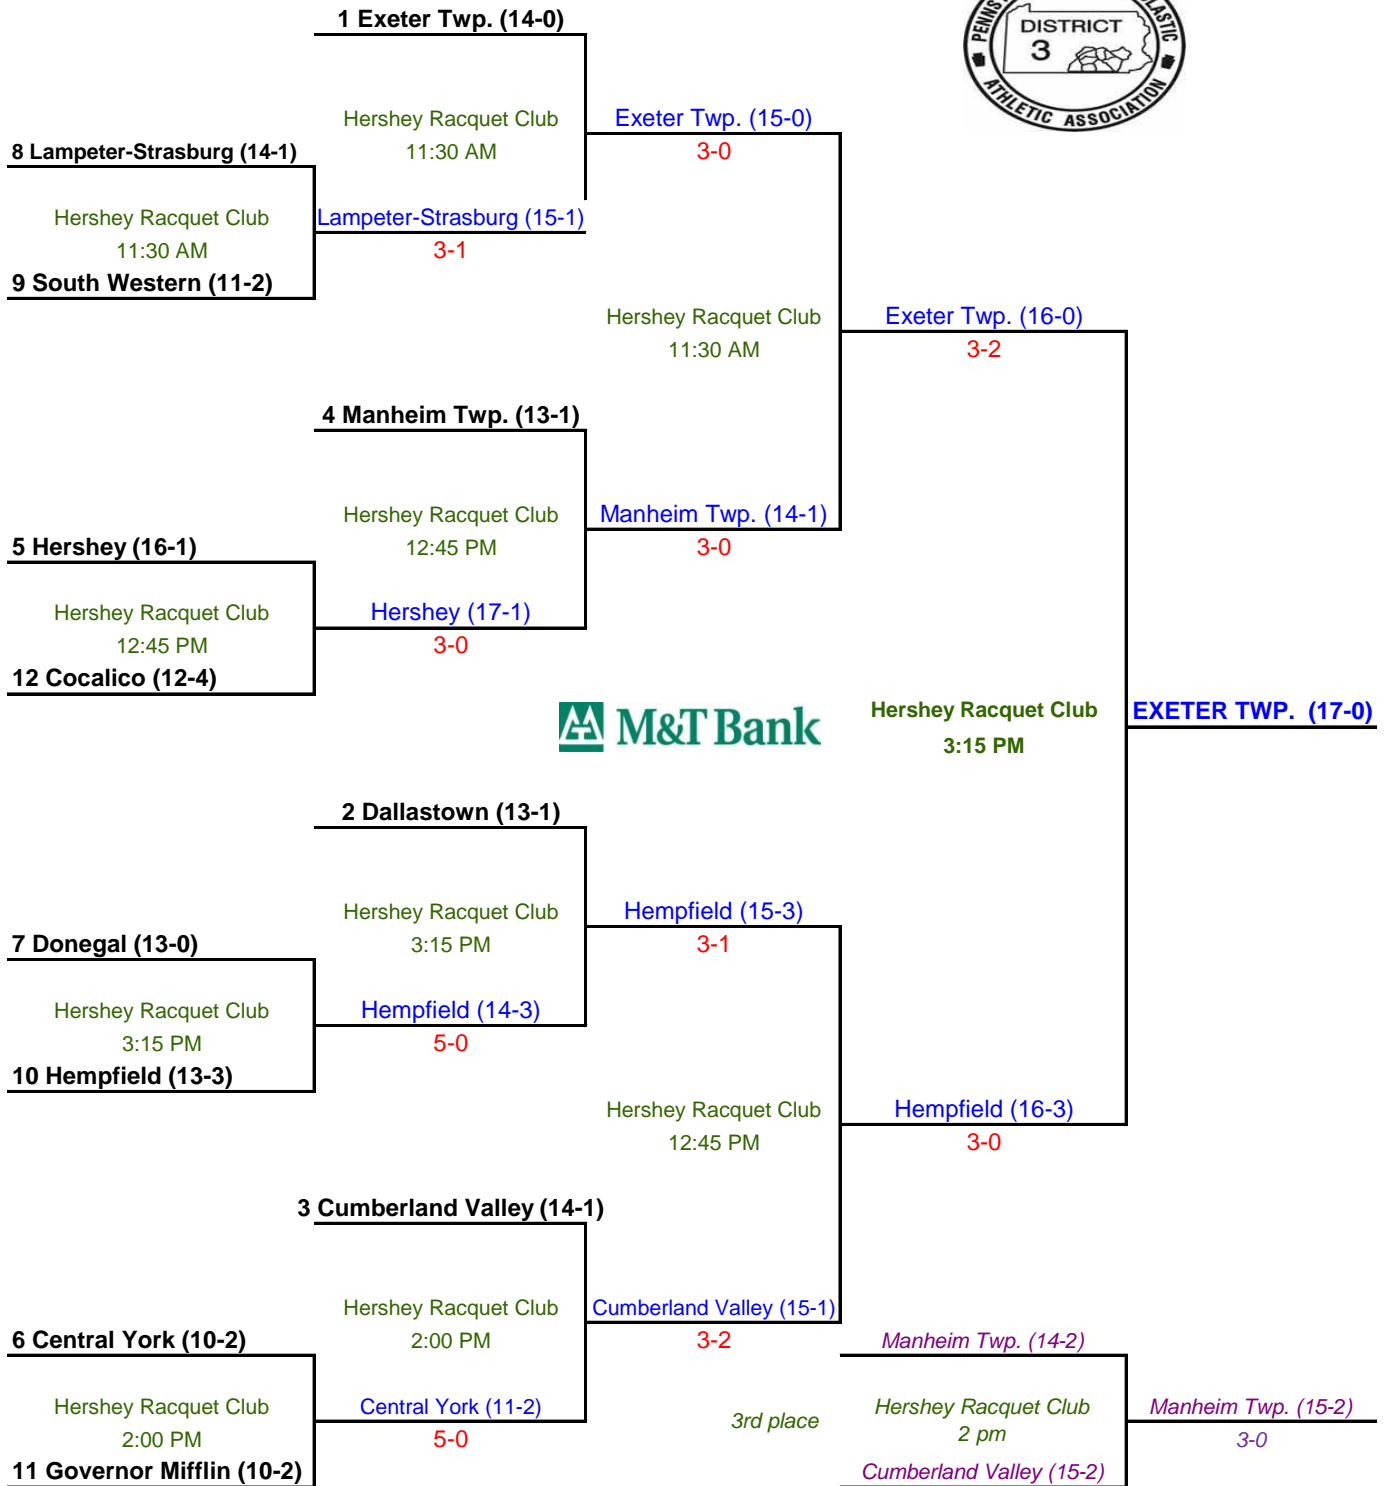 1 Exeter Twp. (14-0)
DISTRICT
3
ATHLETIC ASSOCIATION
Hershey Racquet Club
11:30 AM
Exeter Twp. (15-0)
3-0
8 Lampeter-Strasburg (14-1)
Hershey Racquet Club
11:30 AM
Lampeter-Strasburg (15-1)
3-1
9 South Western (11-2)
Hershey Racquet Club
11:30 AM
Exeter Twp. (16-0)
3-2
4 Manheim Twp. (13-1)
Hershey Racquet Club
12:45 PM
Manheim Twp. (14-1)
3-0
5 Hershey (16-1)
Hershey Racquet Club
12:45 PM
Hershey (17-1)
3-0
12 Cocalico (12-4)
M&T Bank
Hershey Racquet Club
3:15 PM
EXETER TWP. (17-0)
2 Dallastown (13-1)
Hershey Racquet Club
3:15 PM
Hempfield (15-3)
3-1
7 Donegal (13-0)
Hershey Racquet Club
3:15 PM
Hempfield (14-3)
5-0
10 Hempfield (13-3)
Hershey Racquet Club
12:45 PM
Hempfield (16-3)
3-0
3 Cumberland Valley (14-1)
Hershey Racquet Club
2:00 PM
Cumberland Valley (15-1)
3-2
6 Central York (10-2)
Hershey Racquet Club
2:00 PM
Central York (11-2)
5-0
11 Governor Mifflin (10-2)
3rd place
Manheim Twp. (14-2)
Hershey Racquet Club
2 pm
Cumberland Valley (15-2)
Manheim Twp. (15-2)
3-0